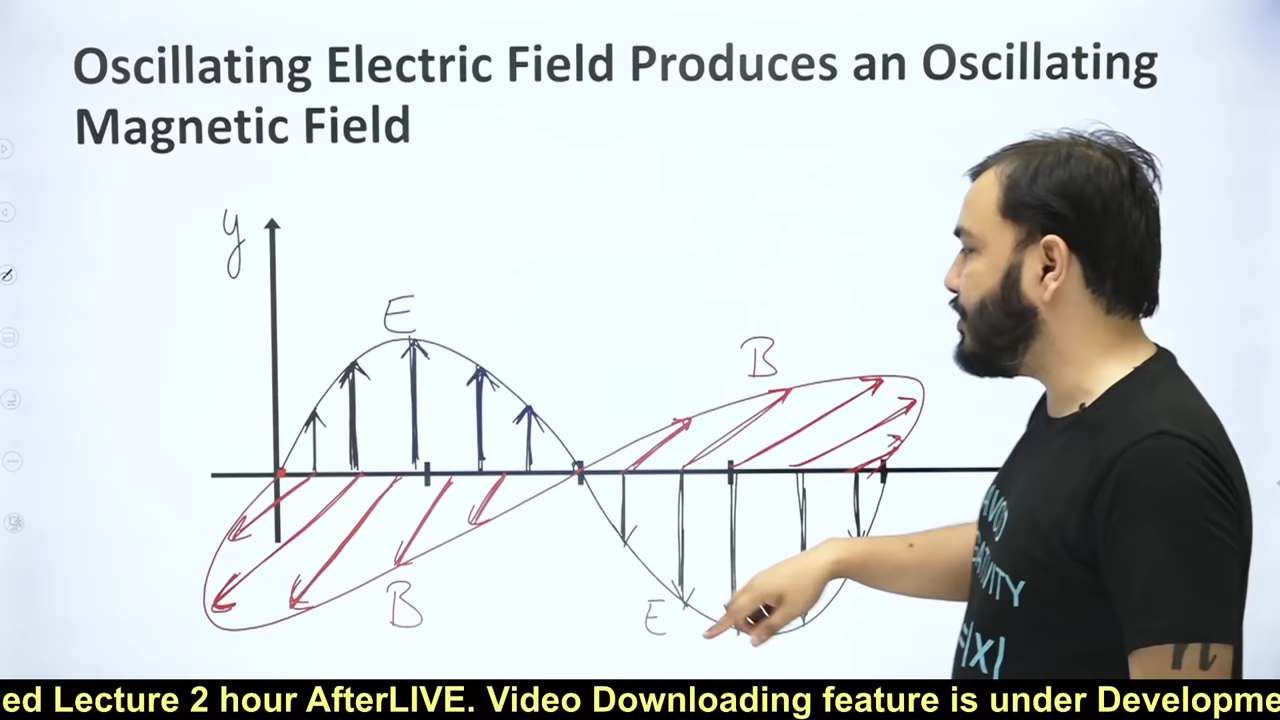 Oscillating Electric Field Produces an Oscillating
Magnetic Field
y
E
B
B
E
ed Lecture 2 hour AfterLIVE. Video Downloading feature is under Developme